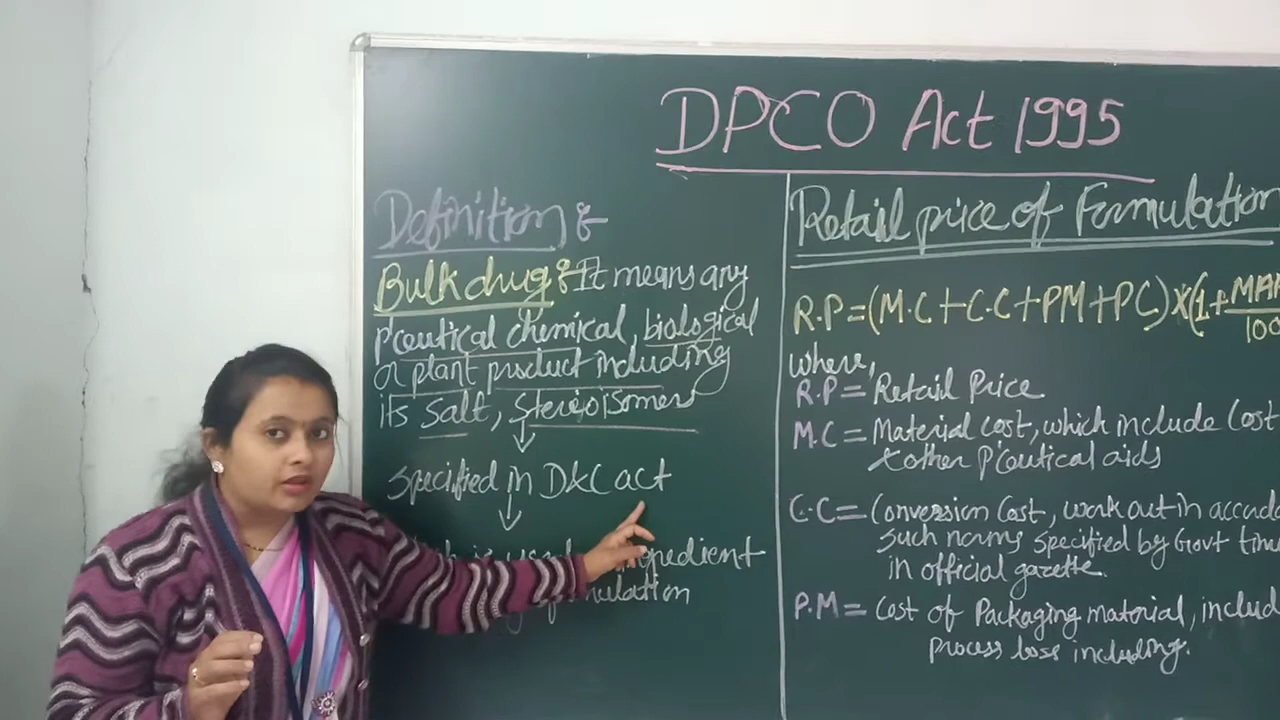 DPCO Act 1995
Definition :-
Bulk drug :- It means any
p'ceutical chemical, biological
or plant product including
its salt, stereoisomers
↓
specified in D&C act
↓
ingredient
Retail price of Formulation
R.P = (M.C + C.C + PM + PC) X (1 +
100
where,
R.P = Retail Price
M.C = Material cost, which include cost
& other p'ceutical aids
C.C = Conversion cost, work out in
such norms specified by Govt
in official gazette.
P.M = Cost of Packaging material,
process loss including.